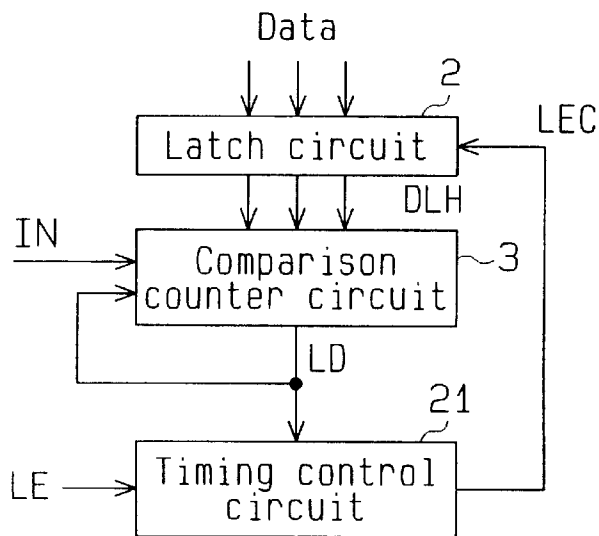 Data
2
LEC
Latch circuit
DLH
IN
Comparison
counter circuit
3
LD
21
LE
Timing control
circuit